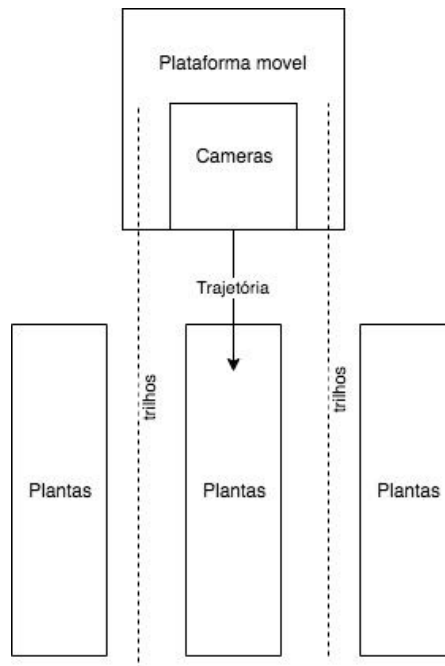 Plataforma movel
Cameras
Trajetória
trilhos
trilhos
Plantas
Plantas
Plantas